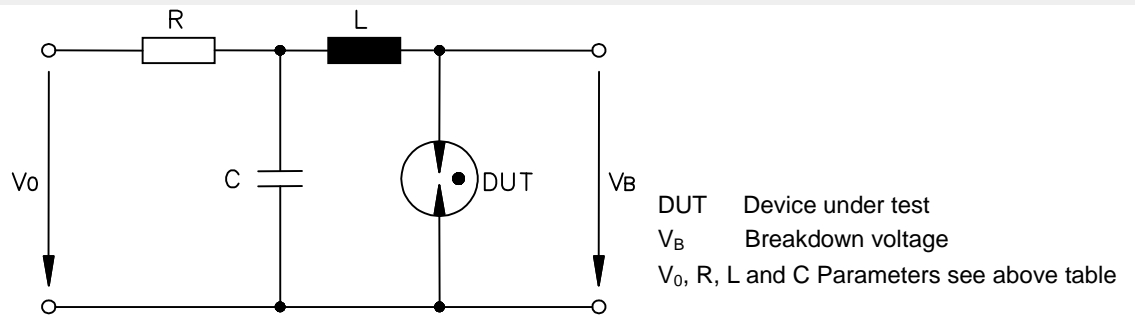 R
L
V0
C
DUT
VB
DUT Device under test
VB Breakdown voltage
V0, R, L and C Parameters see above table